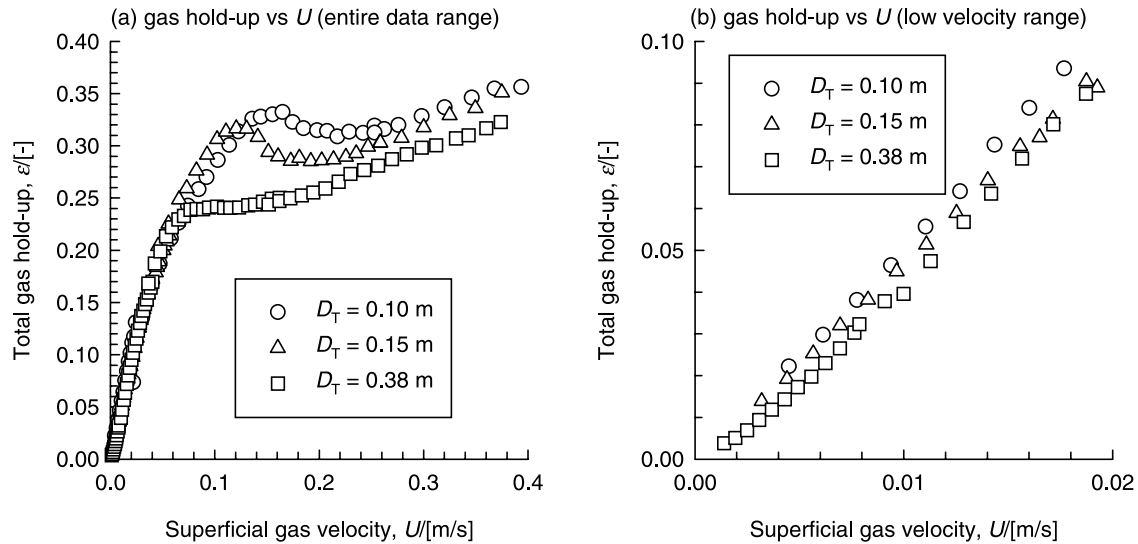 (a) gas hold-up vs U (entire data range)
0.40
0.35
0.30
0.25
0.20
0.15
0.10
0.05
0.00
Total gas hold-up, ε/[-]
D_T = 0.10 m
D_T = 0.15 m
D_T = 0.38 m
0.0 0.1 0.2 0.3 0.4
Superficial gas velocity, U/[m/s]
(b) gas hold-up vs U (low velocity range)
0.10
0.05
0.00
Total gas hold-up, ε/[-]
D_T = 0.10 m
D_T = 0.15 m
D_T = 0.38 m
0.00 0.01 0.02
Superficial gas velocity, U/[m/s]